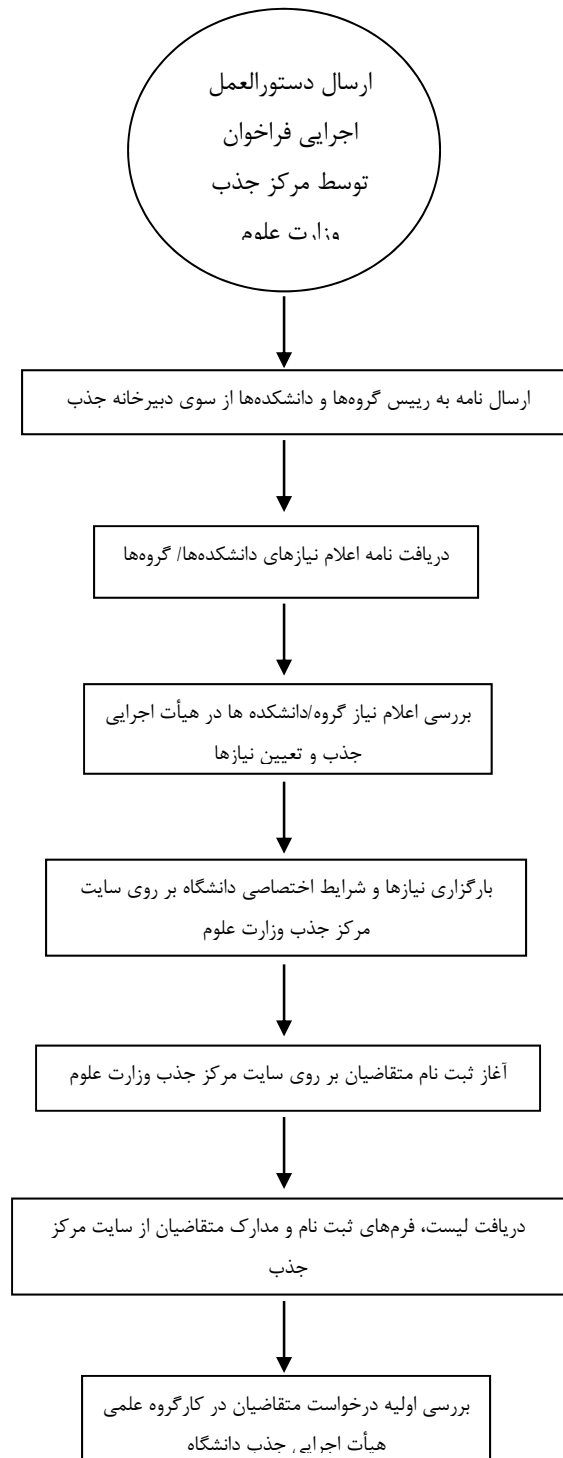 ارسال دستورالعمل
اجرایی فراخوان
توسط مرکز جذب
وزارت علوم
ارسال نامه به رییس گروه‌ها و دانشکده‌ها از سوی دبیرخانه جذب
دریافت نامه اعلام نیازهای دانشکده‌ها/ گروه‌ها
بررسی اعلام نیاز گروه/دانشکده ها در هیأت اجرایی
جذب و تعیین نیازها
بارگزاری نیازها و شرایط اختصاصی دانشگاه بر روی سایت
مرکز جذب وزارت علوم
آغاز ثبت نام متقاضیان بر روی سایت مرکز جذب وزارت علوم
دریافت لیست، فرم‌های ثبت نام و مدارک متقاضیان از سایت مرکز
جذب
بررسی اولیه درخواست متقاضیان در کارگروه علمی
هیأت اجرایی جذب دانشگاه